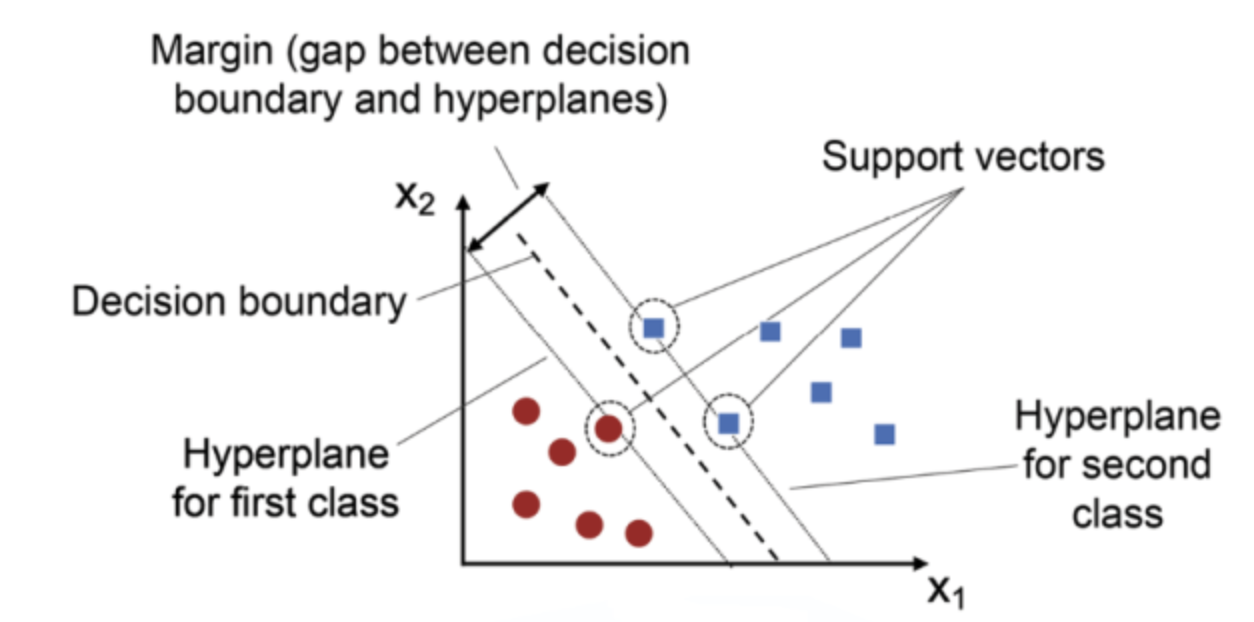 Margin (gap between decision
boundary and hyperplanes)
Support vectors
x₂
Decision boundary
Hyperplane
for first class
Hyperplane
for second
class
x₁